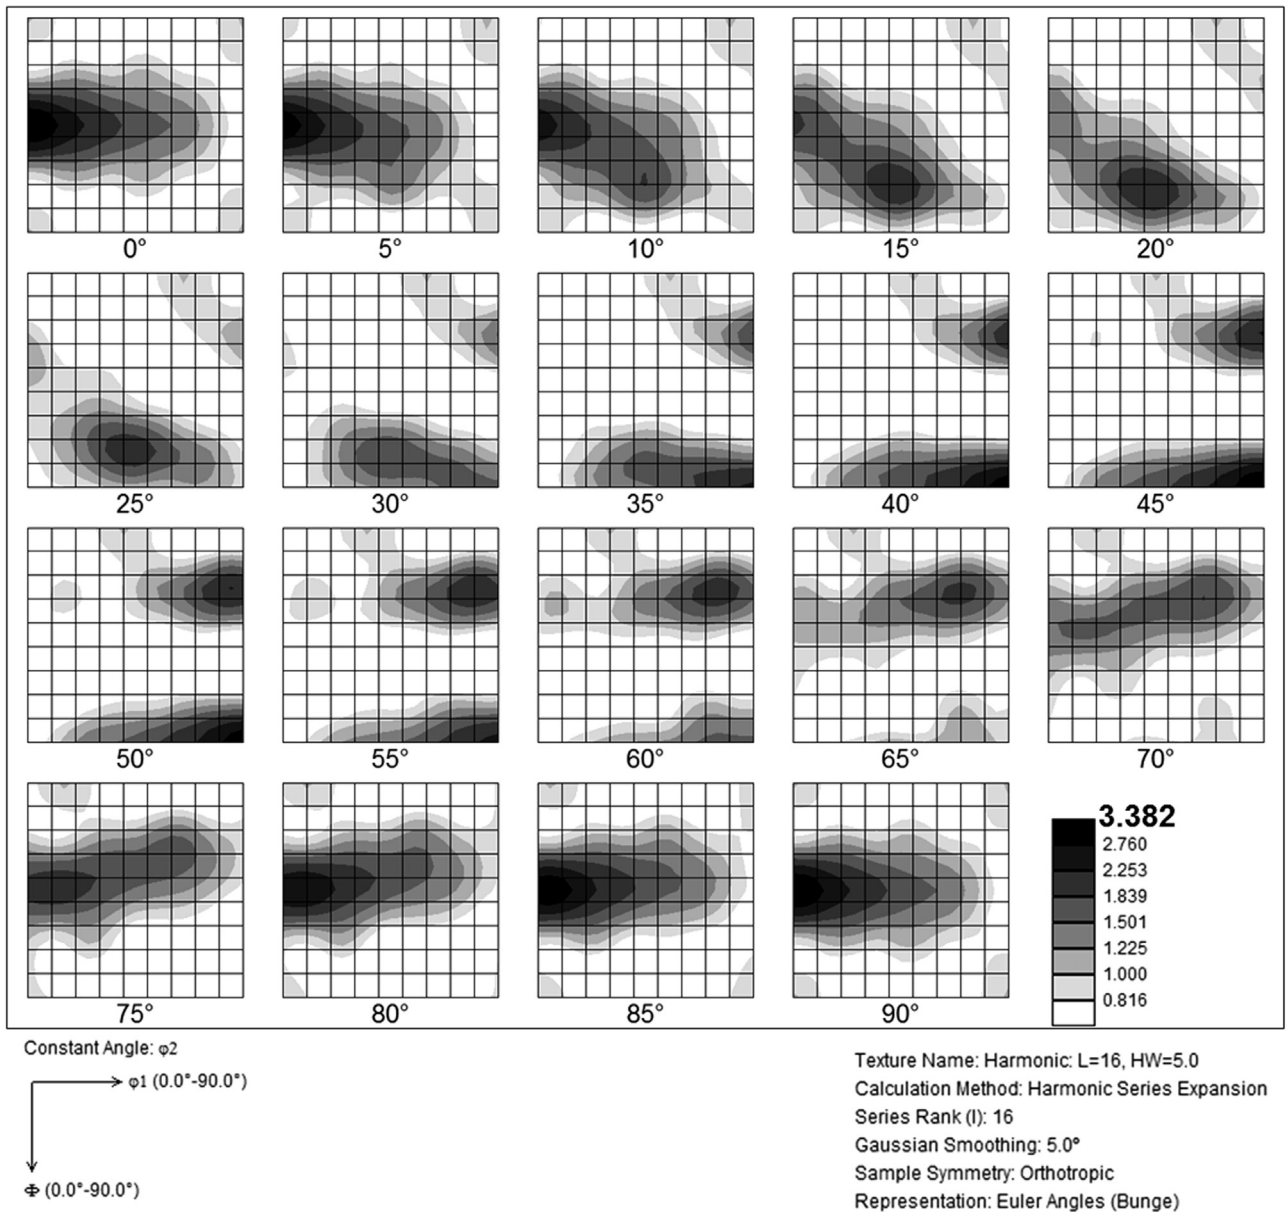 0° 5° 10° 15° 20°
25° 30° 35° 40° 45°
50° 55° 60° 65° 70°
3.382
2.760
2.253
1.839
1.501
1.225
1.000
0.816
75° 80° 85° 90°
Constant Angle: φ2
φ1 (0.0°-90.0°)
Φ (0.0°-90.0°)
Texture Name: Harmonic: L=16, HW=5.0
Calculation Method: Harmonic Series Expansion
Series Rank (l): 16
Gaussian Smoothing: 5.0°
Sample Symmetry: Orthotropic
Representation: Euler Angles (Bunge)